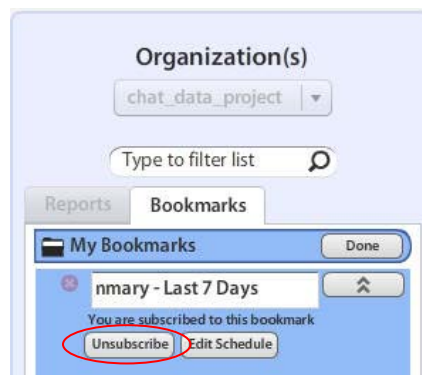 Organization(s)
chat_data_project
Type to filter list
Reports Bookmarks
My Bookmarks Done
nmary - Last 7 Days
You are subscribed to this bookmark
Unsubscribe Edit Schedule